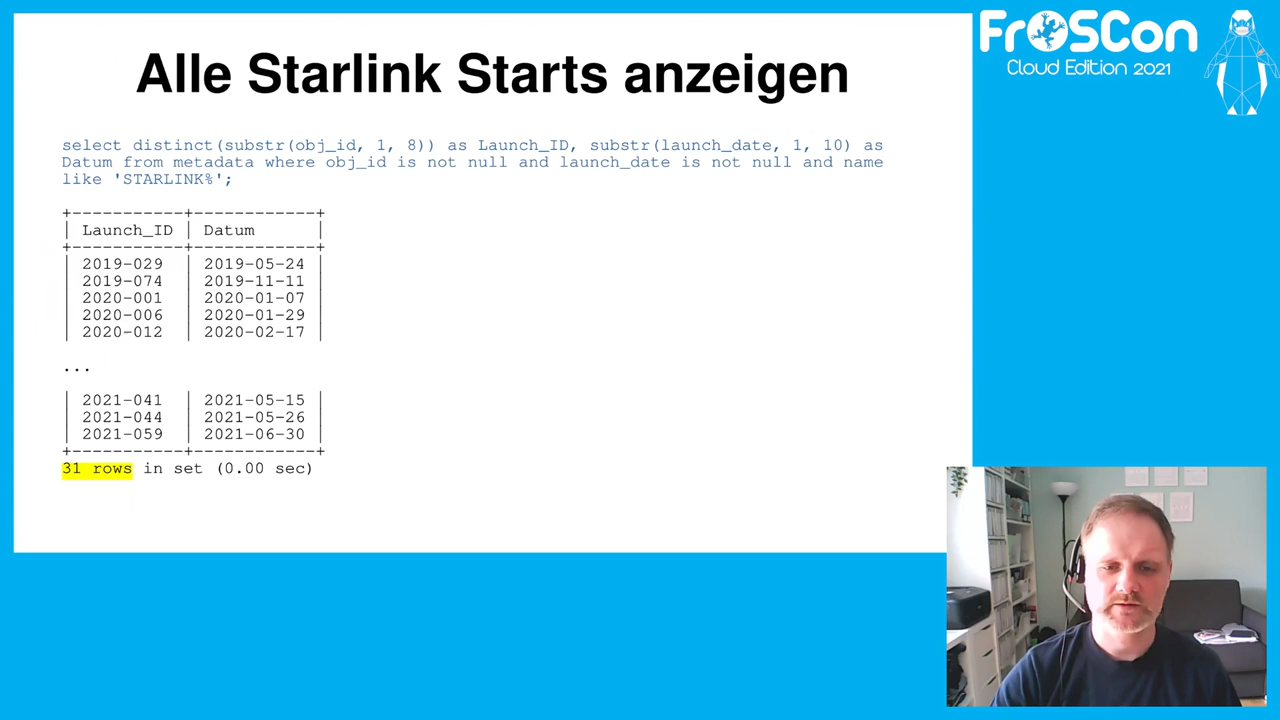 Alle Starlink Starts anzeigen
FrOSCon
Cloud Edition 2021
select distinct(substr(obj_id, 1, 8)) as Launch_ID, substr(launch_date, 1, 10) as
Datum from metadata where obj_id is not null and launch_date is not null and name
like 'STARLINK%';
+-----------+------------+
| Launch_ID | Datum      |
+-----------+------------+
| 2019-029  | 2019-05-24 |
| 2019-074  | 2019-11-11 |
| 2020-001  | 2020-01-07 |
| 2020-006  | 2020-01-29 |
| 2020-012  | 2020-02-17 |
...
| 2021-041  | 2021-05-15 |
| 2021-044  | 2021-05-26 |
| 2021-059  | 2021-06-30 |
+-----------+------------+
31 rows in set (0.00 sec)